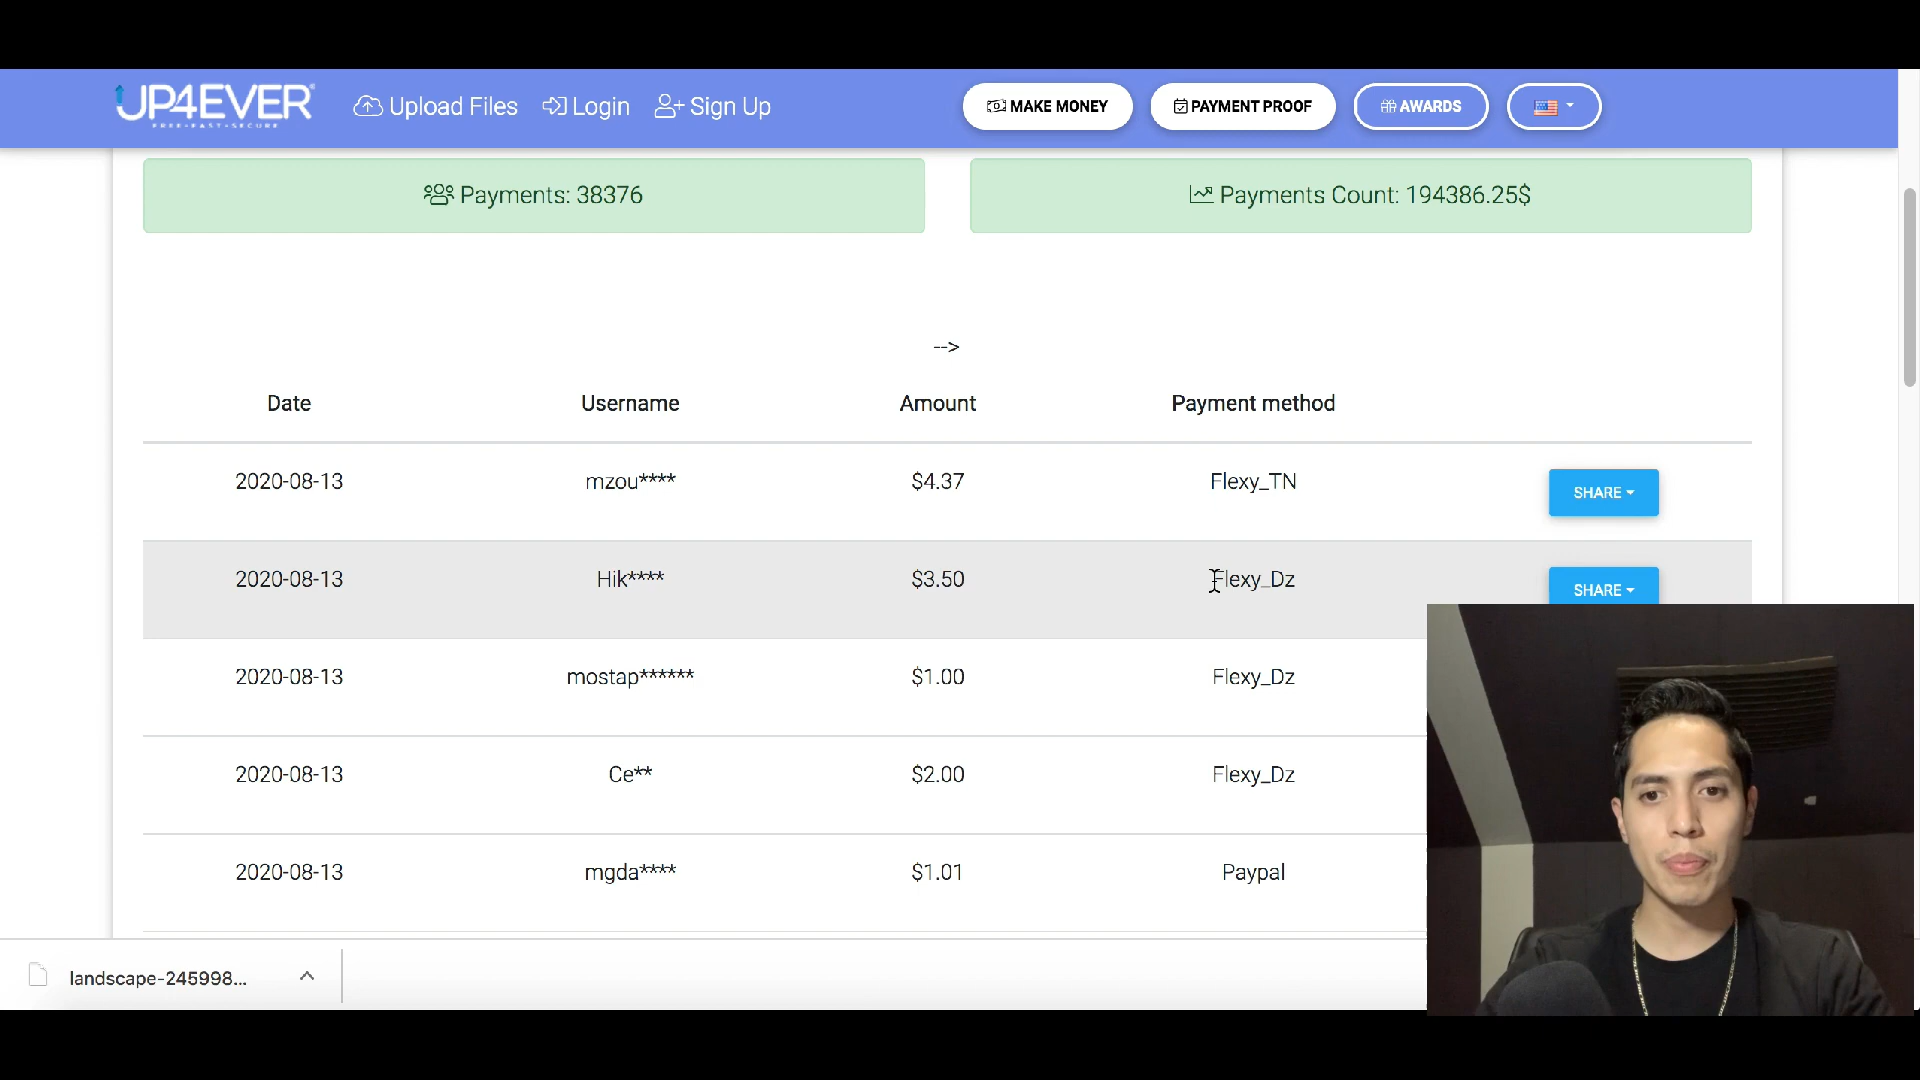 UP4EVER
FREE•FAST•SECURE
Upload Files
Login
Sign Up
MAKE MONEY
PAYMENT PROOF
AWARDS
Payments: 38376
Payments Count: 194386.25$
-->
Date Username Amount Payment method
2020-08-13 mzou**** $4.37 Flexy_TN SHARE
2020-08-13 Hik**** $3.50 Flexy_Dz SHARE
2020-08-13 mostap****** $1.00 Flexy_Dz
2020-08-13 Ce** $2.00 Flexy_Dz
2020-08-13 mgda**** $1.01 Paypal
landscape-245998...